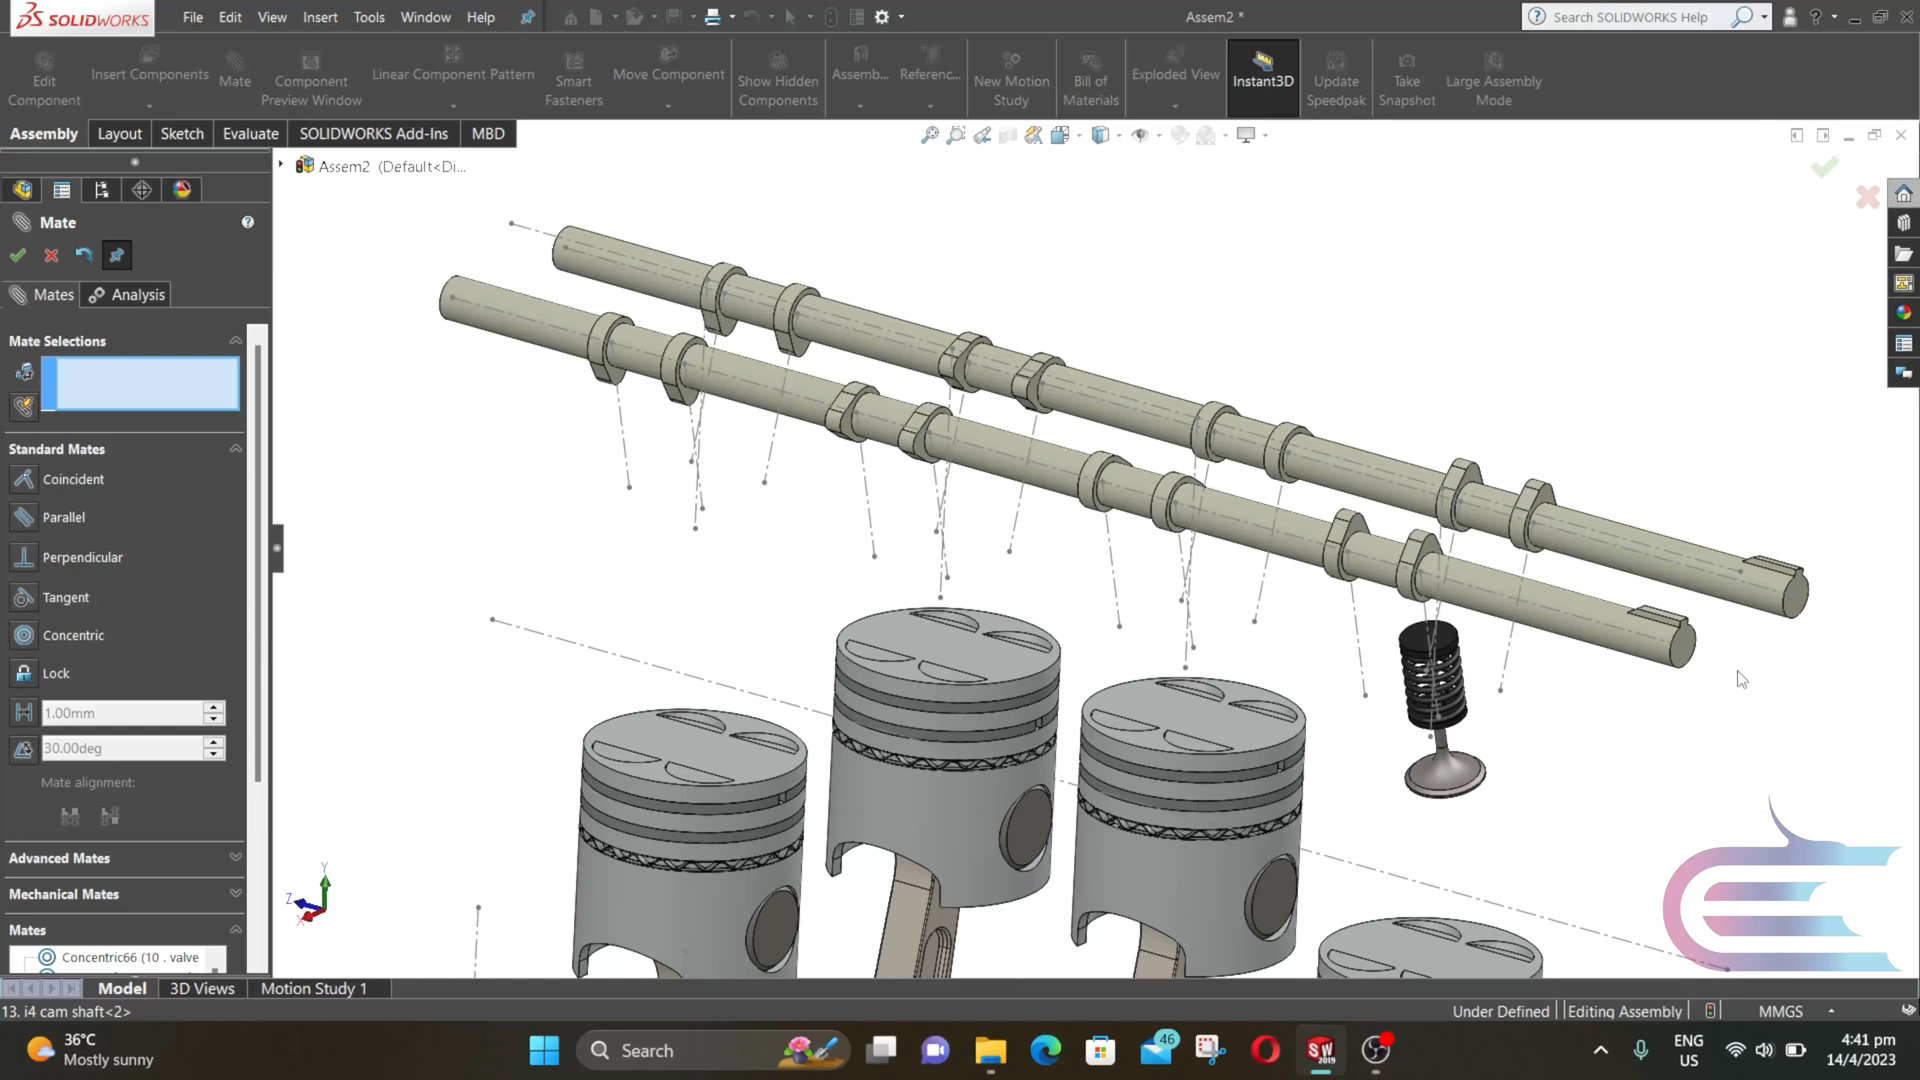 SOLIDWORKS
File Edit View Insert Tools Window Help
Assem2 *
Search SOLIDWORKS Help
Edit Component
Insert Components
Mate
Component Preview Window
Linear Component Pattern
Smart Fasteners
Move Component
Show Hidden Components
Assemb...
Referenc...
New Motion Study
Bill of Materials
Exploded View
Instant3D
Update Speedpak
Take Snapshot
Large Assembly Mode
Assembly Layout Sketch Evaluate SOLIDWORKS Add-Ins MBD
Assem2 (Default<Di...
Mate
Mates Analysis
Mate Selections
Standard Mates
Coincident
Parallel
Perpendicular
Tangent
Concentric
Lock
1.00mm
30.00deg
Mate alignment:
Advanced Mates
Mechanical Mates
Mates
Concentric66 (10 . valve
Y
Z
X
Model 3D Views Motion Study 1
13. i4 cam shaft<2>
Under Defined Editing Assembly MMGS
36°C
Mostly sunny
Search
46
SW
2019
ENG
US
4:41 pm
14/4/2023